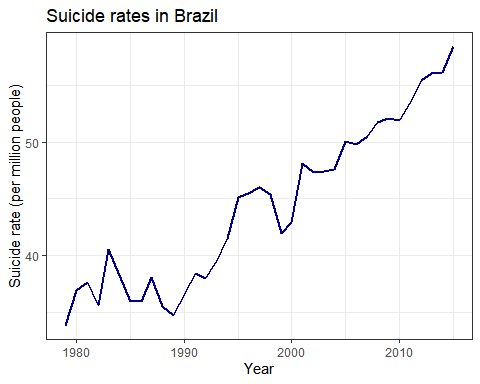 Suicide rates in Brazil
Suicide rate (per million people)
50
40
1980 1990 2000 2010
Year